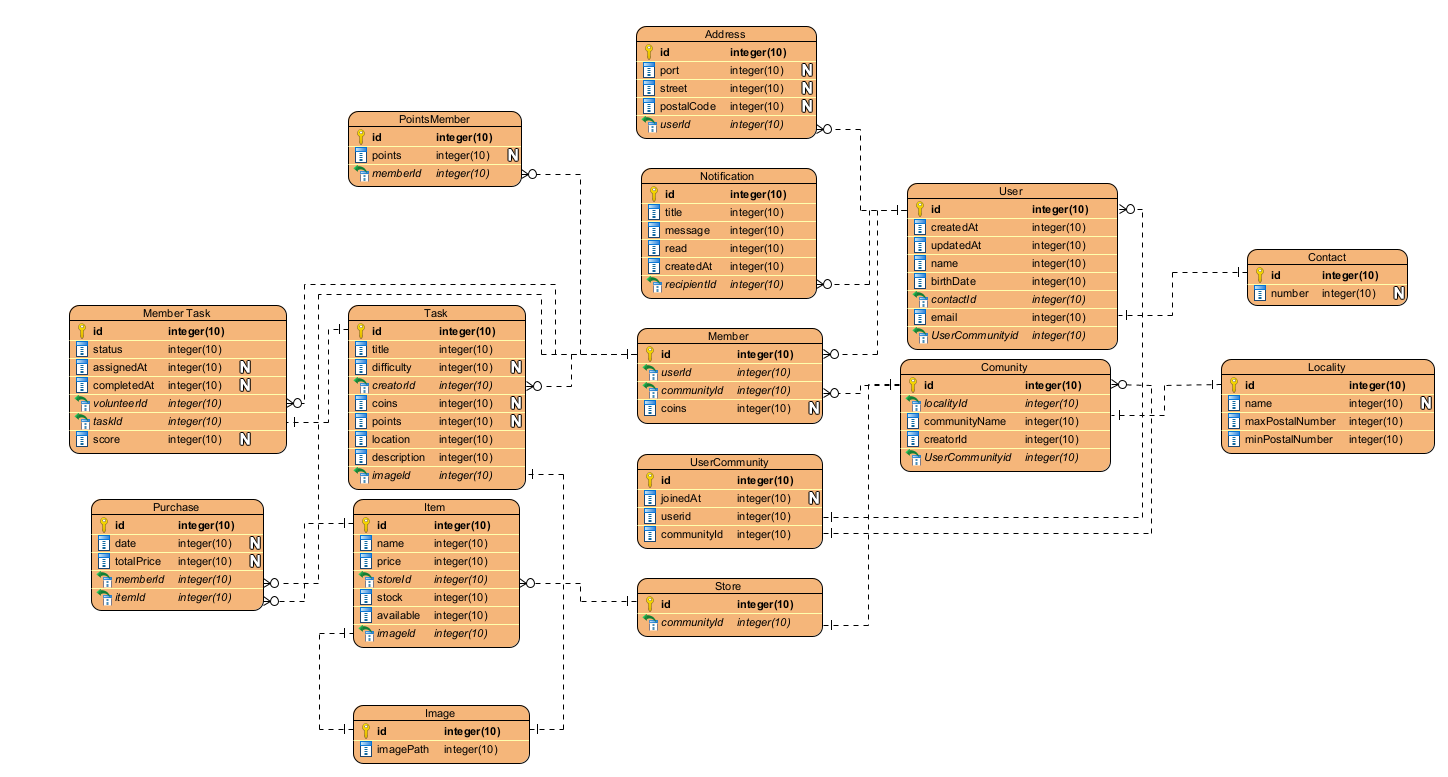 Address
id integer(10)
port integer(10) N
street integer(10) N
postalCode integer(10) N
userId integer(10)
PointsMember
id integer(10)
points integer(10) N
memberId integer(10)
Notification
id integer(10)
title integer(10)
message integer(10)
read integer(10)
createdAt integer(10)
recipientId integer(10)
User
id integer(10)
createdAt integer(10)
updatedAt integer(10)
name integer(10)
birthDate integer(10)
contactId integer(10)
email integer(10)
UserCommunityid integer(10)
Contact
id integer(10)
number integer(10) N
Member Task
id integer(10)
status integer(10)
assignedAt integer(10) N
completedAt integer(10) N
volunteerId integer(10)
taskId integer(10)
score integer(10) N
Task
id integer(10)
title integer(10)
difficulty integer(10) N
creatorId integer(10)
coins integer(10) N
points integer(10) N
location integer(10)
description integer(10)
imageId integer(10)
Member
id integer(10)
userId integer(10)
communityId integer(10)
coins integer(10) N
Comunity
id integer(10)
localityId integer(10)
communityName integer(10)
creatorId integer(10)
UserCommunityid integer(10)
Locality
id integer(10)
name integer(10) N
maxPostalNumber integer(10)
minPostalNumber integer(10)
UserCommunity
id integer(10)
joinedAt integer(10) N
userid integer(10)
communityId integer(10)
Purchase
id integer(10)
date integer(10) N
totalPrice integer(10) N
memberId integer(10)
itemId integer(10)
Item
id integer(10)
name integer(10)
price integer(10)
storeId integer(10)
stock integer(10)
available integer(10)
imageId integer(10)
Store
id integer(10)
communityId integer(10)
Image
id integer(10)
imagePath integer(10)